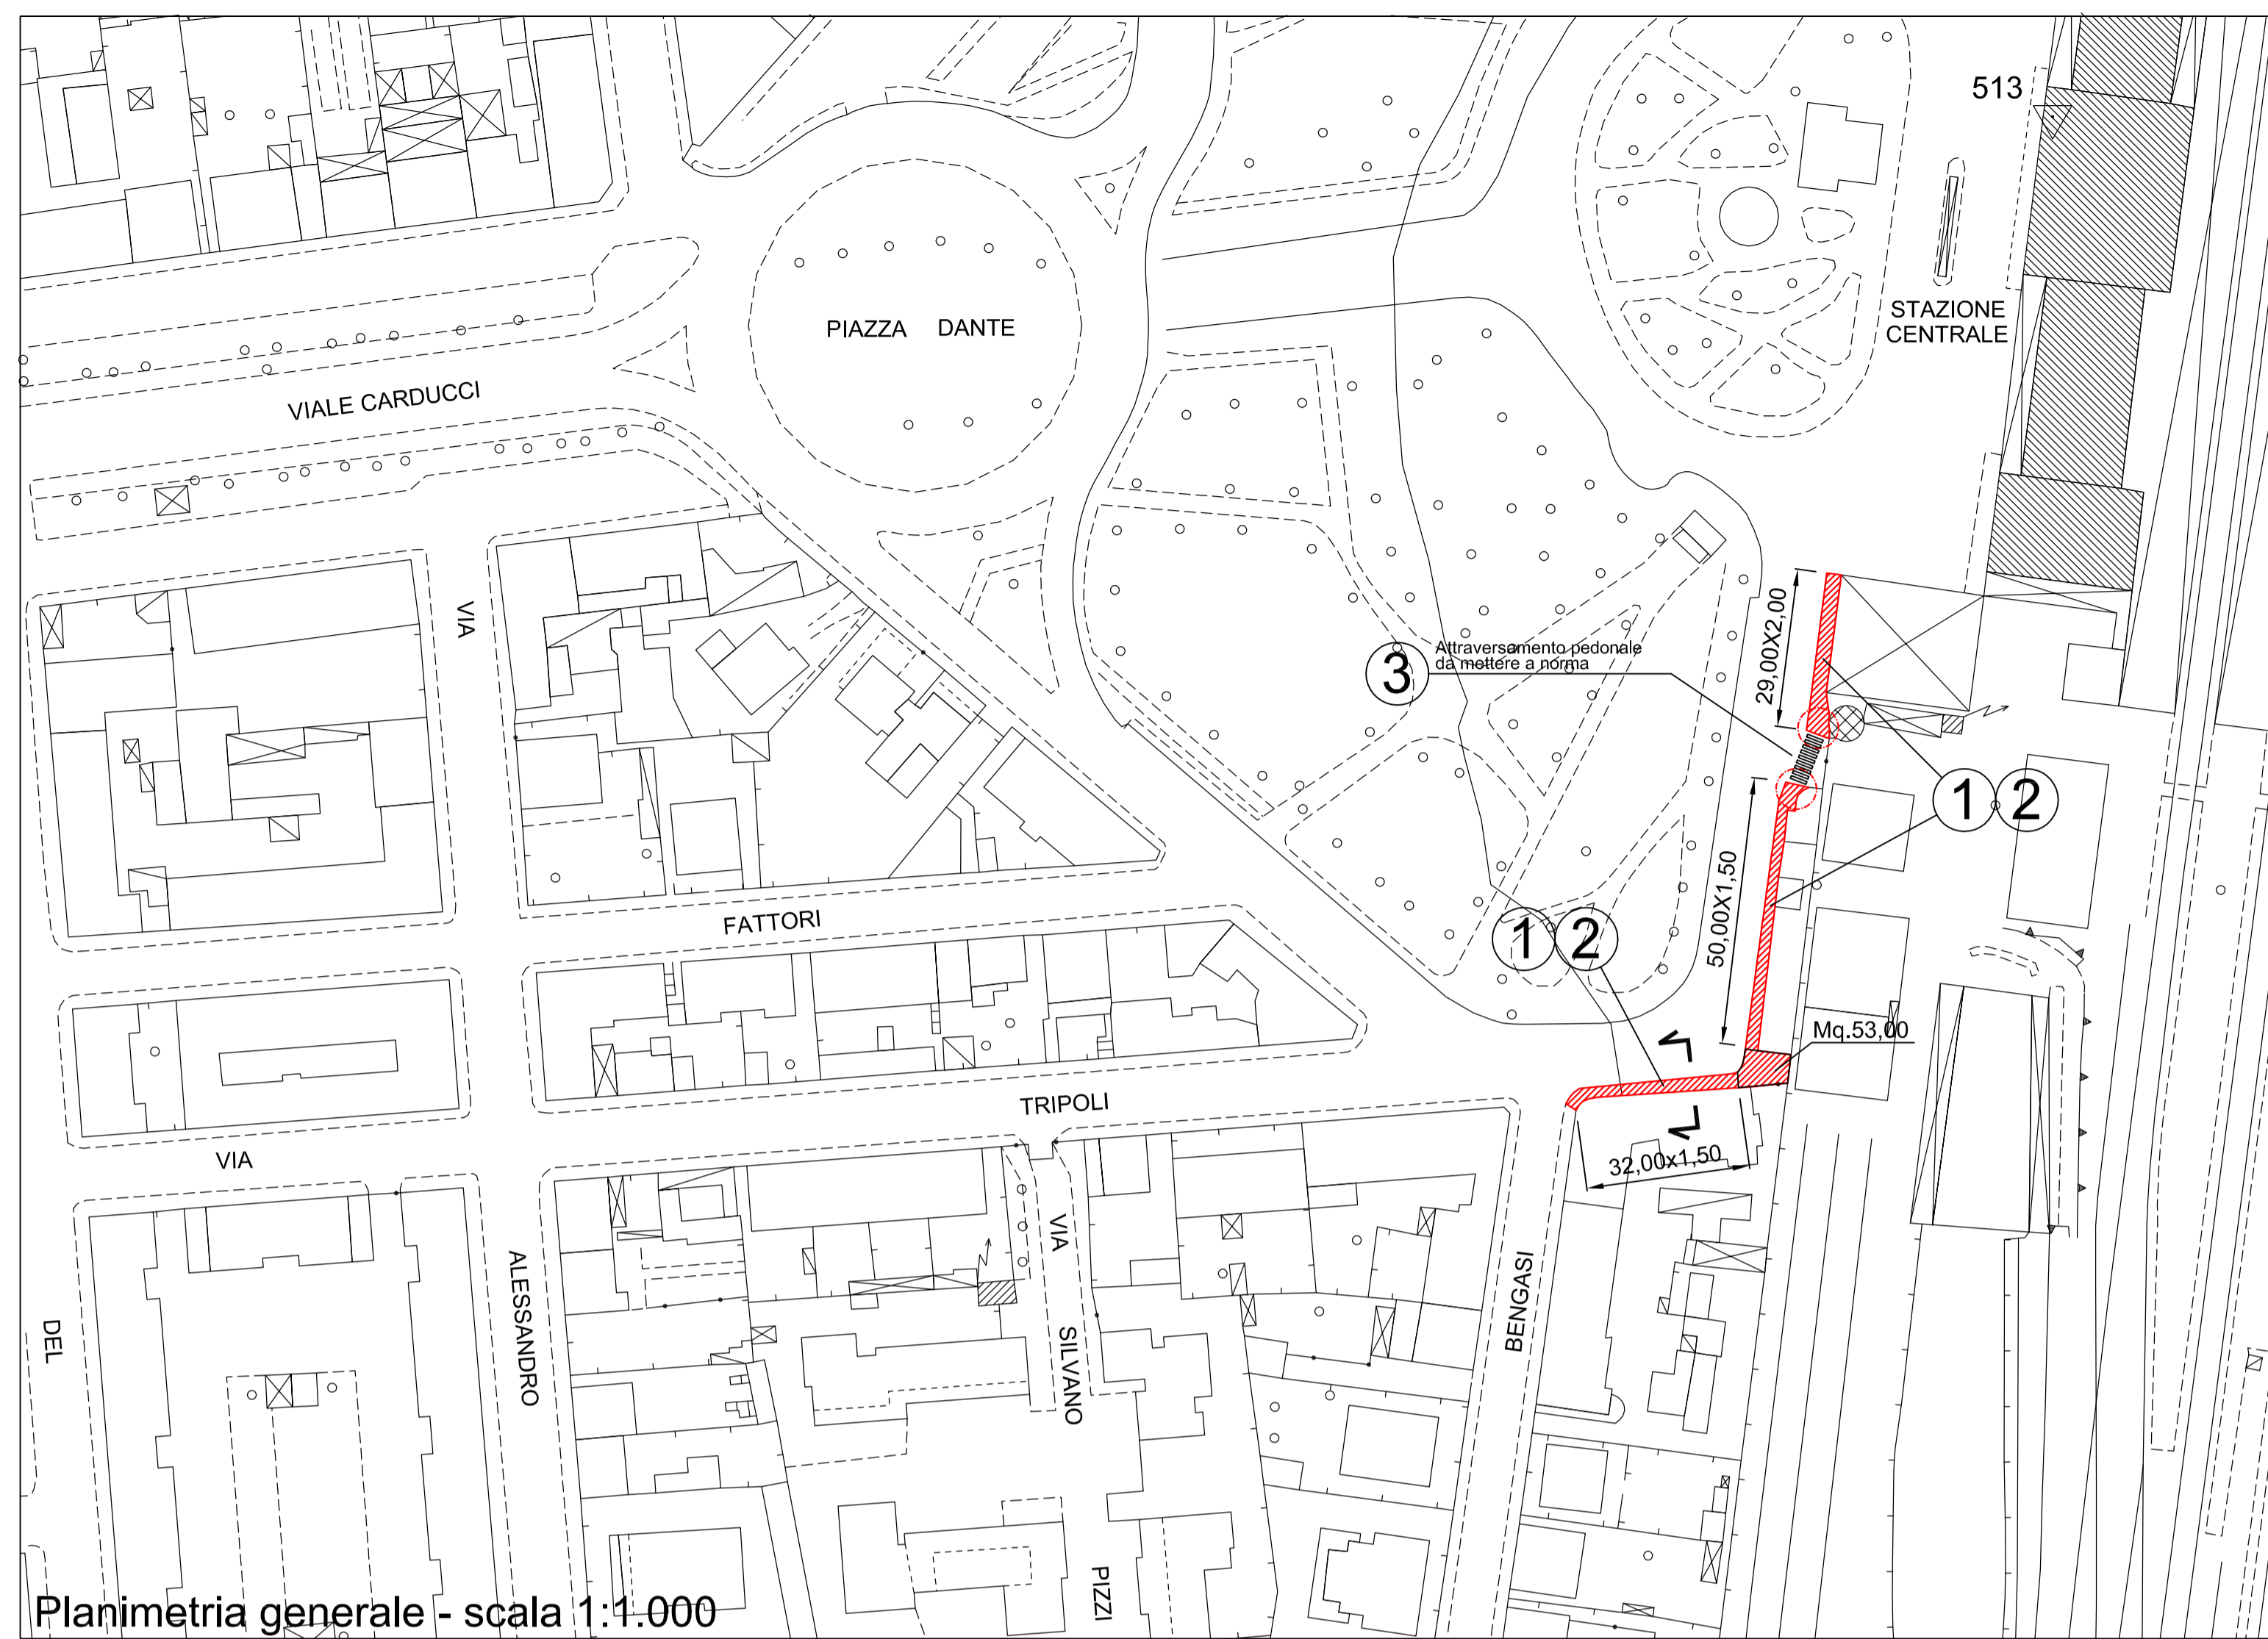 513
STAZIONE
CENTRALE
PIAZZA DANTE
VIALE CARDUCCI
VIA
29,00X2,00
3
Attraversamento pedonale
da mettere a norma
1 2
50,00X1,50
FATTORI
1 2
Mq.53,00
TRIPOLI
VIA
32,00x1,50
VIA
ALESSANDRO
BENGASI
DEL
SILVANO
PIZZI
Planimetria generale - scala 1:1.000